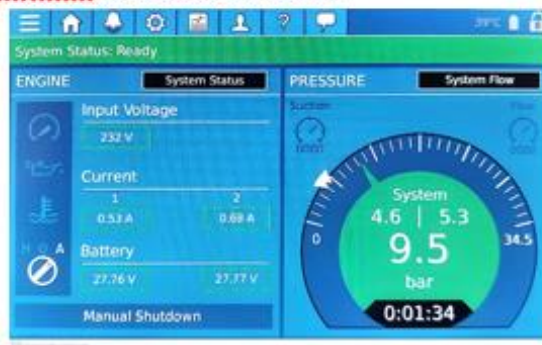 System Status: Ready
ENGINE
System Status
PRESSURE
System Flow
Input Voltage
232 V
Current
1 2
0.53 A 0.69 A
H O A
Battery
27.76 V 27.77 V
Manual Shutdown
Suction
System
4.6 | 5.3
9.5
bar
0 34.5
0:01:34